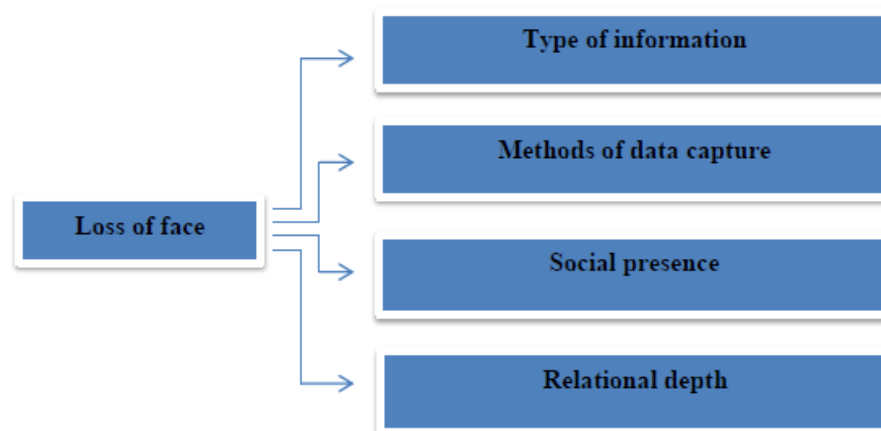 Type of information
Methods of data capture
Loss of face
Social presence
Relational depth